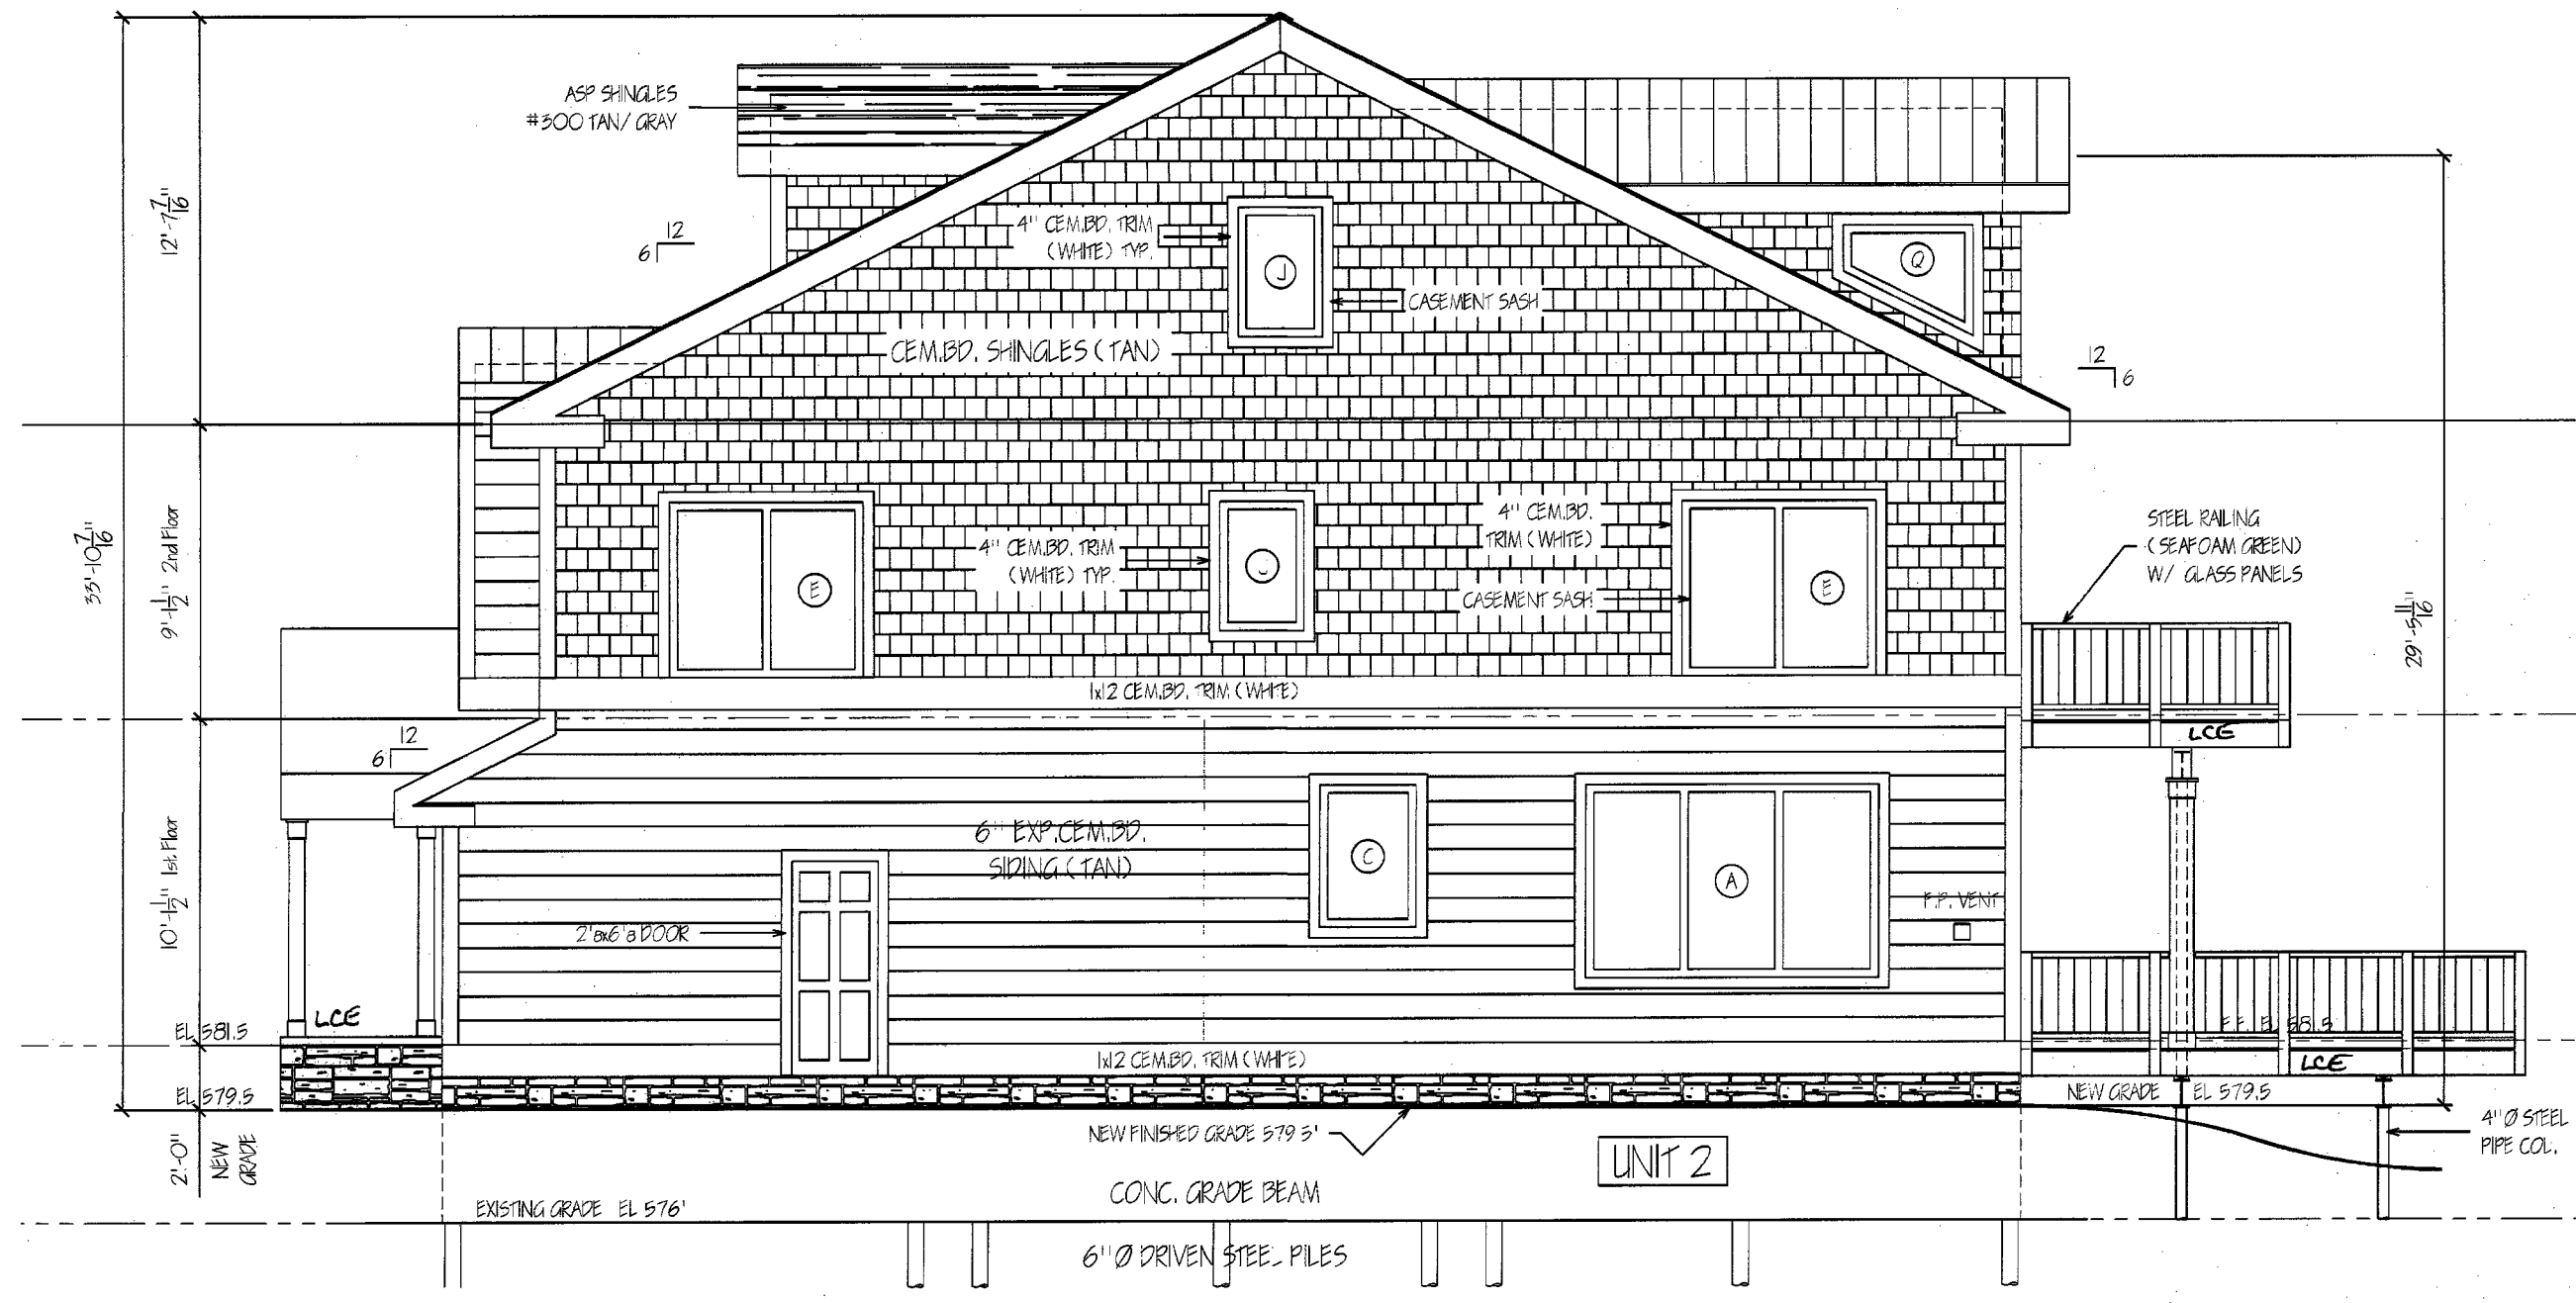 ASP SHINGLES
#300 TAN/ GRAY
12'-7 7/16"
12
6
4" CEM.BD. TRIM
(WHITE) TYP.
J
Q
CASEMENT SASH
CEM.BD. SHINGLES (TAN)
12
6
33'-10 7/16"
9'-1 1/2" 2nd Floor
4" CEM.BD. TRIM
(WHITE) TYP.
E
4" CEM.BD.
TRIM (WHITE)
CASEMENT SASH
E
STEEL RAILING
(SEAFOAM GREEN)
W/ GLASS PANELS
29'-5 11/16"
1x12 CEM.BD. TRIM (WHITE)
12
6
LCE
10'-1 1/2" 1st Floor
6" EXP.CEM.BD.
SIDING (TAN)
C
A
F.P. VENT
2'8x6'8 DOOR
LCE
EL 581.5
F.F. EL 581.5
1x12 CEM.BD. TRIM (WHITE)
LCE
EL 579.5
NEW GRADE EL 579.5
2'-0"
NEW
GRADE
NEW FINISHED GRADE 579.5'
4"Ø STEEL
PIPE COL.
UNIT 2
CONC. GRADE BEAM
EXISTING GRADE EL 576'
6"Ø DRIVEN STEEL PILES